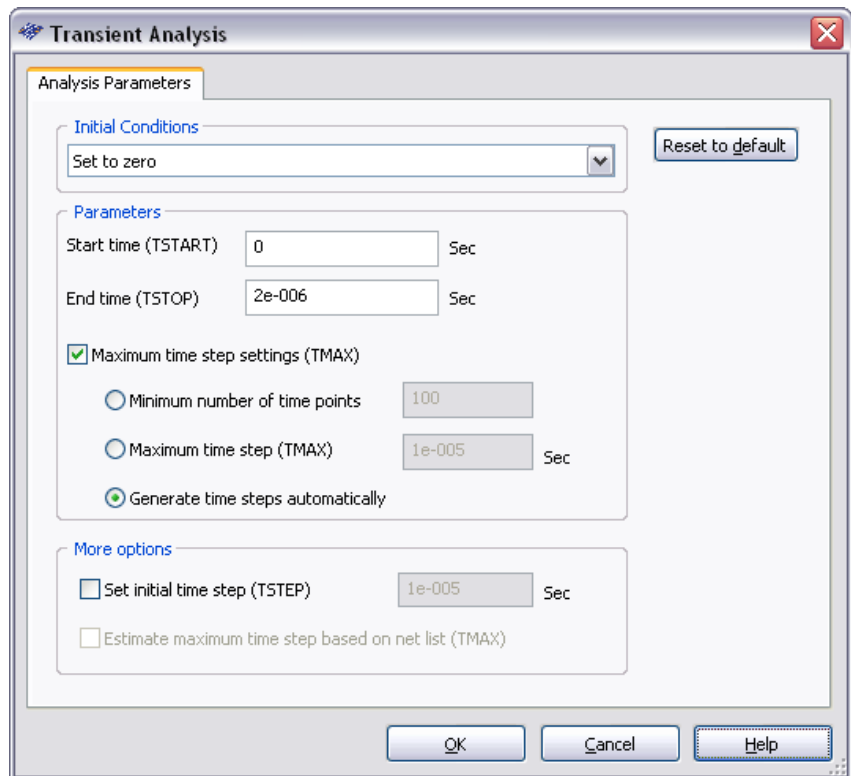 Transient Analysis
Analysis Parameters
Initial Conditions
Set to zero
Reset to default
Parameters
Start time (TSTART) 0 Sec
End time (TSTOP) 2e-006 Sec
Maximum time step settings (TMAX)
Minimum number of time points 100
Maximum time step (TMAX) 1e-005 Sec
Generate time steps automatically
More options
Set initial time step (TSTEP) 1e-005 Sec
Estimate maximum time step based on net list (TMAX)
OK Cancel Help